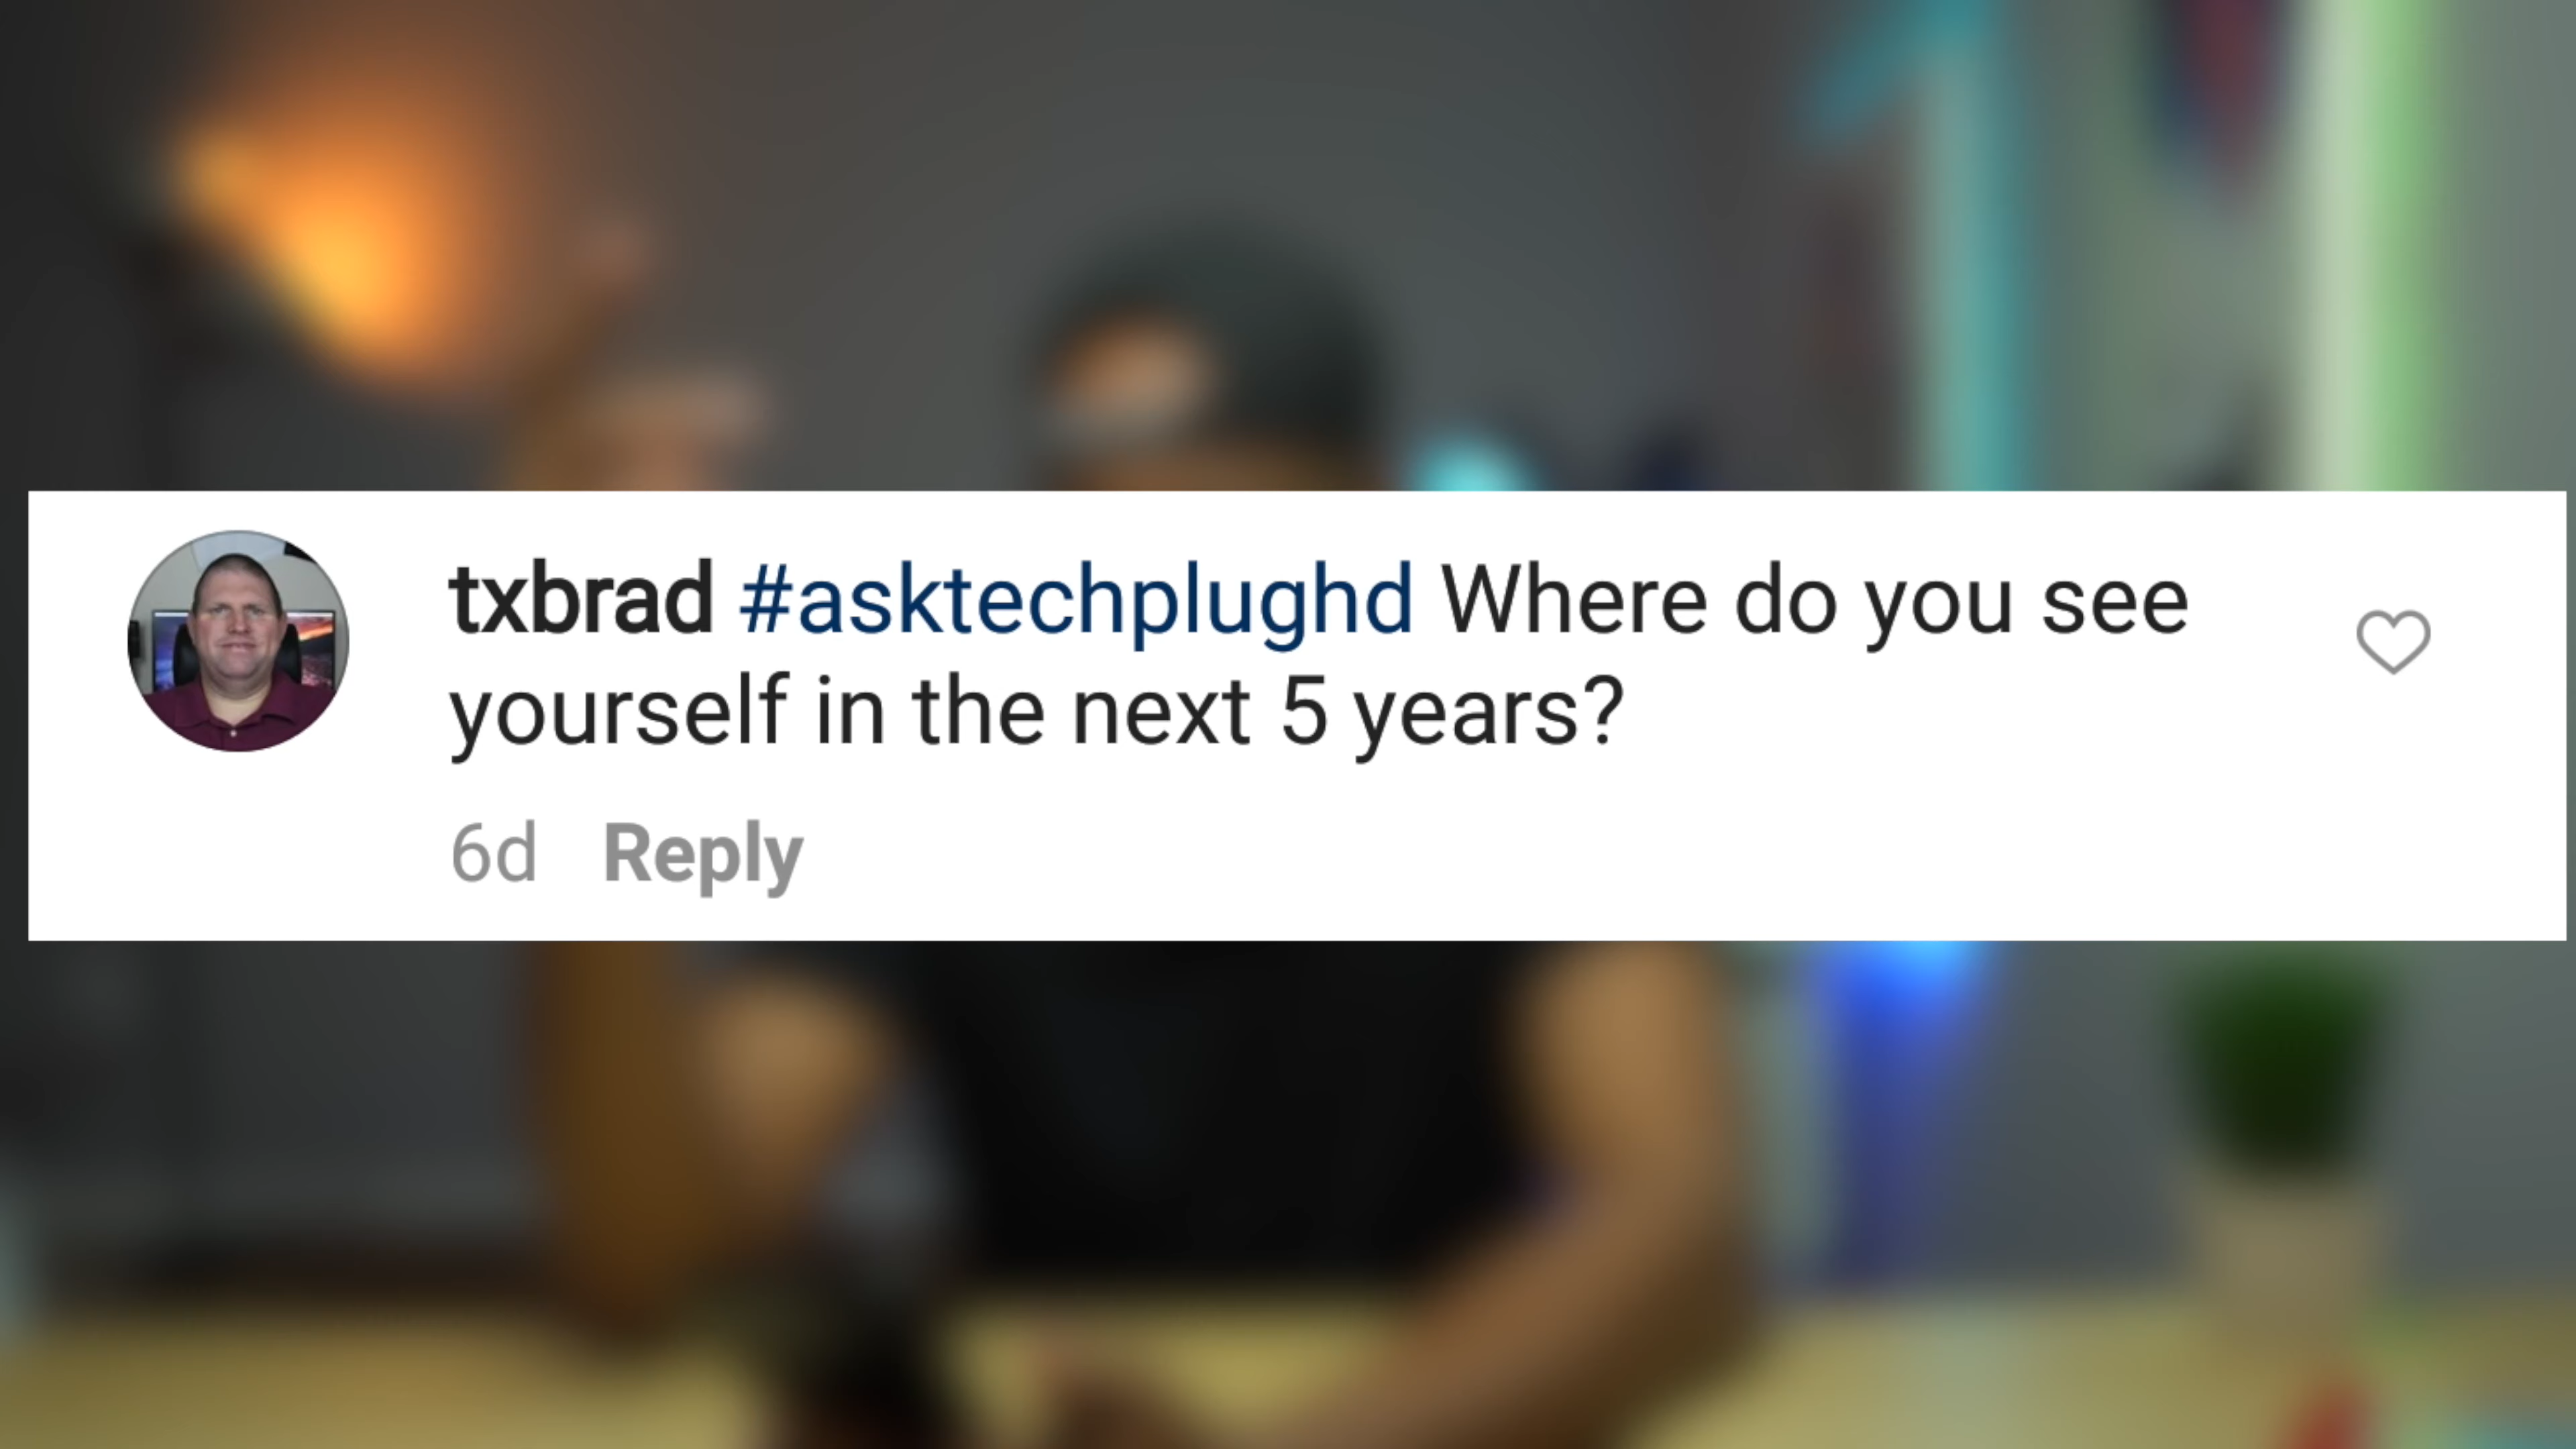 txbrad #asktechplughd Where do you see
yourself in the next 5 years?
6d Reply